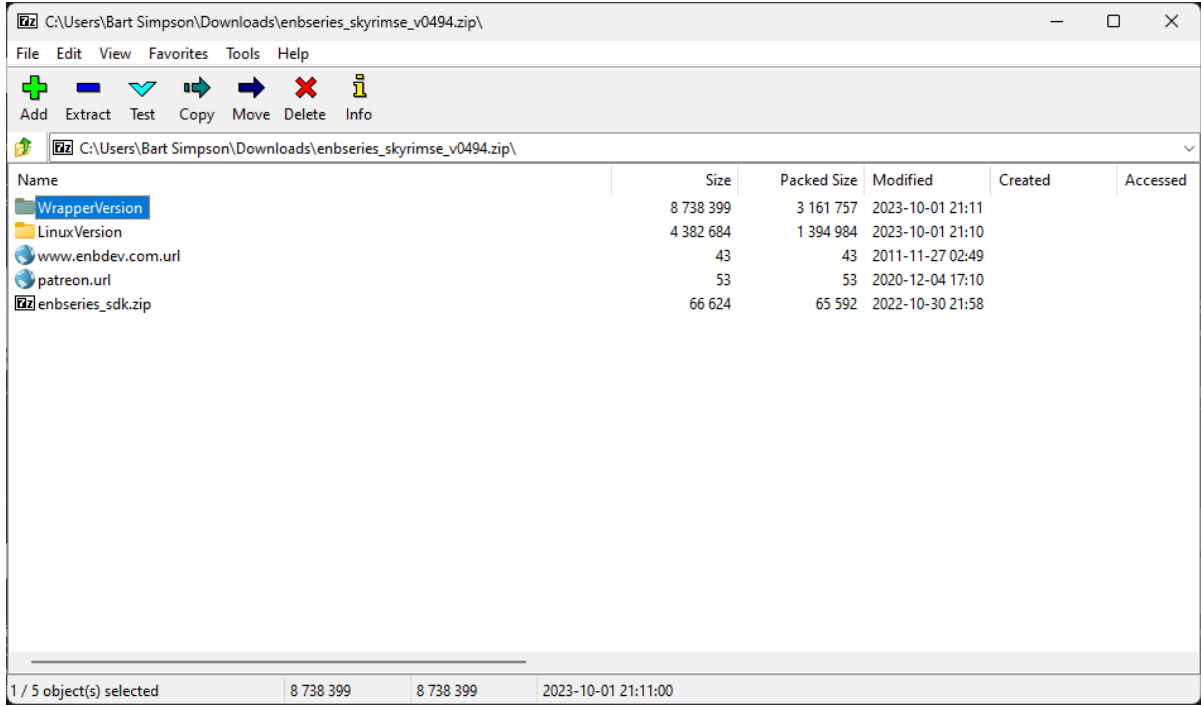 C:\Users\Bart Simpson\Downloads\enbseries_skyrimse_v0494.zip\
File Edit View Favorites Tools Help
Add Extract Test Copy Move Delete Info
C:\Users\Bart Simpson\Downloads\enbseries_skyrimse_v0494.zip\
Name Size Packed Size Modified Created Accessed
WrapperVersion 8 738 399 3 161 757 2023-10-01 21:11
LinuxVersion 4 382 684 1 394 984 2023-10-01 21:10
www.enbdev.com.url 43 43 2011-11-27 02:49
patreon.url 53 53 2020-12-04 17:10
enbseries_sdk.zip 66 624 65 592 2022-10-30 21:58
1 / 5 object(s) selected 8 738 399 8 738 399 2023-10-01 21:11:00